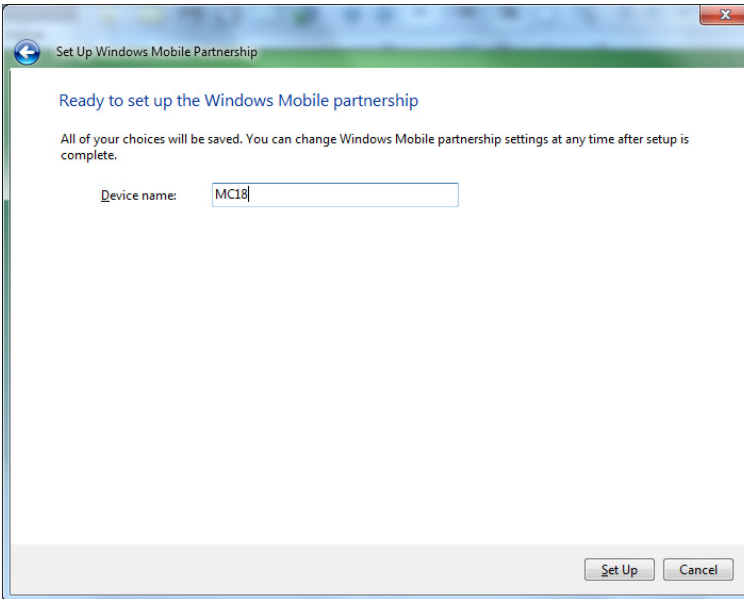 Set Up Windows Mobile Partnership
Ready to set up the Windows Mobile partnership
All of your choices will be saved. You can change Windows Mobile partnership settings at any time after setup is
complete.
Device name: MC18
Set Up Cancel